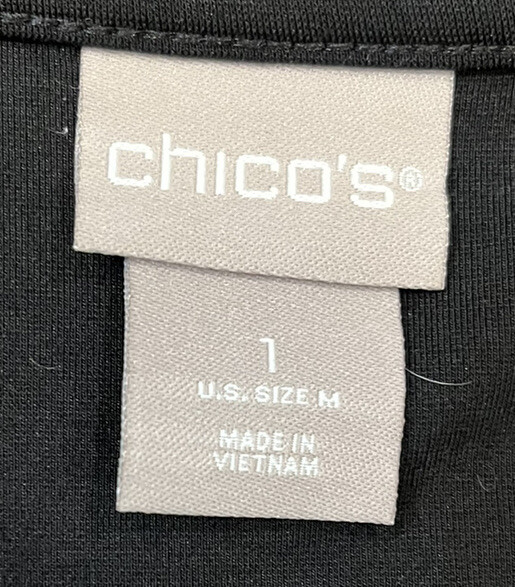 chico's®
1
U.S. SIZE M
MADE IN
VIETNAM